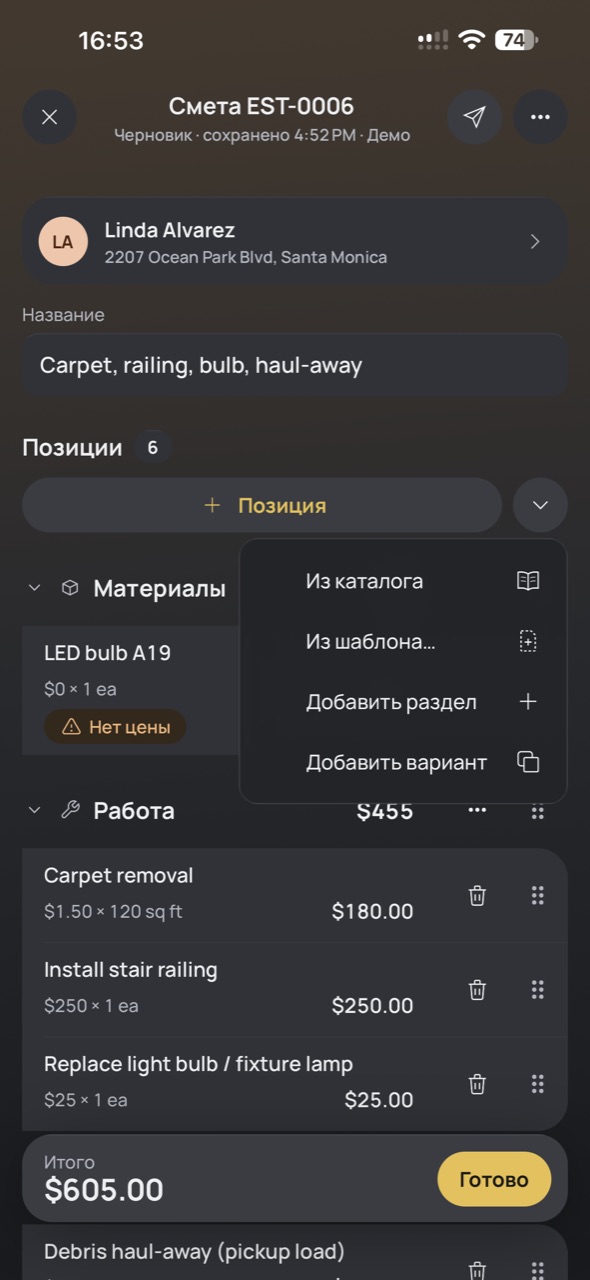 16:53
74
Смета EST-0006
Черновик · сохранено 4:52 PM · Демо
LA
Linda Alvarez
2207 Ocean Park Blvd, Santa Monica
Название
Carpet, railing, bulb, haul-away
Позиции 6
+ Позиция
Из каталога
Из шаблона...
Добавить раздел
Добавить вариант
Материалы
LED bulb A19
$0 × 1 ea
Нет цены
Работа $455
Carpet removal
$1.50 × 120 sq ft $180.00
Install stair railing
$250 × 1 ea $250.00
Replace light bulb / fixture lamp
$25 × 1 ea $25.00
Итого
$605.00
Готово
Debris haul-away (pickup load)